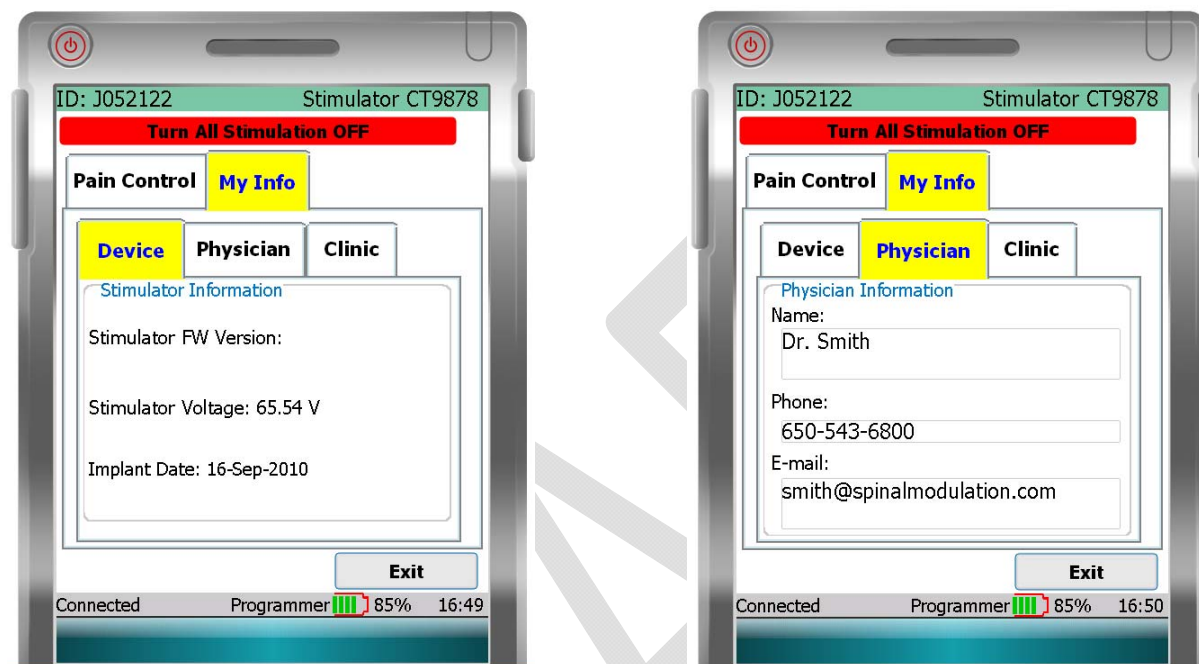 ID: J052122 Stimulator CT9878
Turn All Stimulation OFF
Pain Control My Info
Device Physician Clinic
Stimulator Information
Stimulator FW Version:
Stimulator Voltage: 65.54 V
Implant Date: 16-Sep-2010
Exit
Connected Programmer 85% 16:49
ID: J052122 Stimulator CT9878
Turn All Stimulation OFF
Pain Control My Info
Device Physician Clinic
Physician Information
Name:
Dr. Smith
Phone:
650-543-6800
E-mail:
smith@spinalmodulation.com
Exit
Connected Programmer 85% 16:50